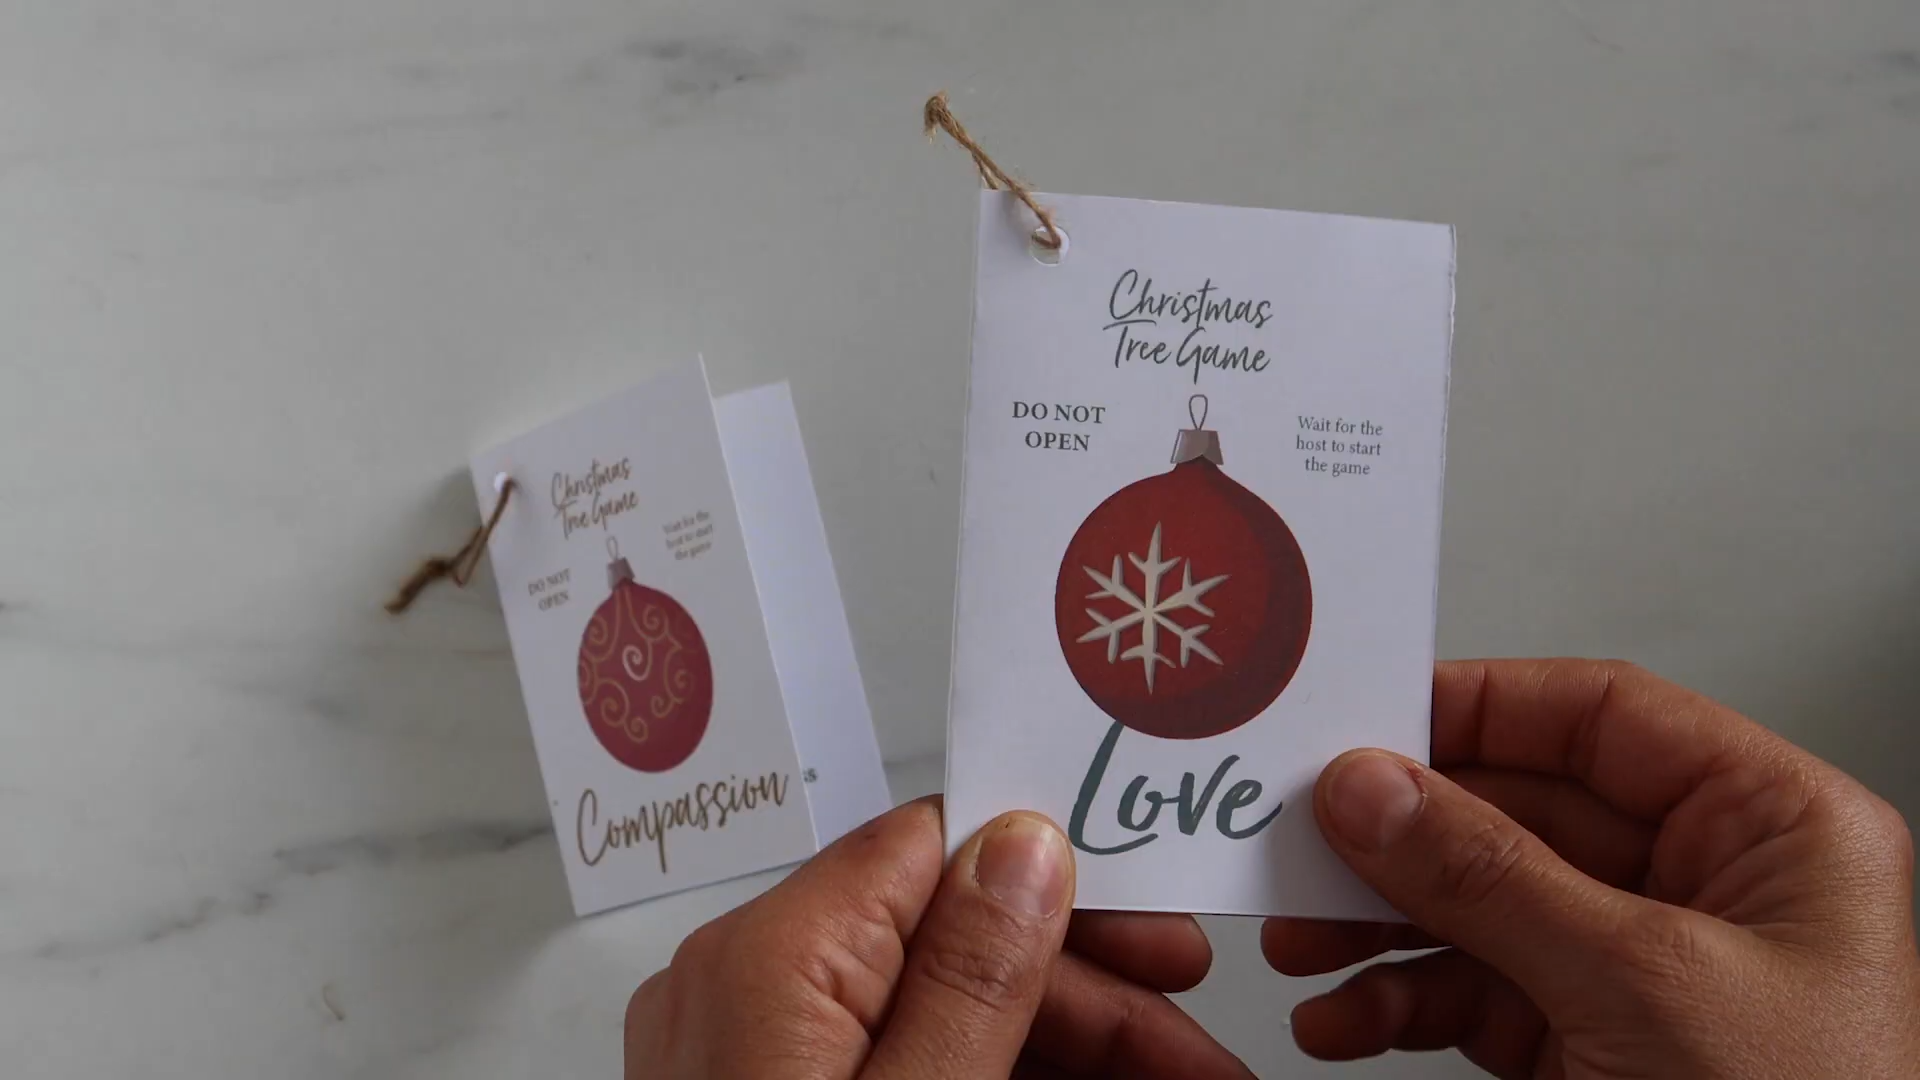 Christmas
Tree Game
DO NOT
OPEN
Wait for the
host to start
the game
Love
Christmas
Tree Game
Wait for the
host to start
the game
DO NOT
OPEN
Compassion